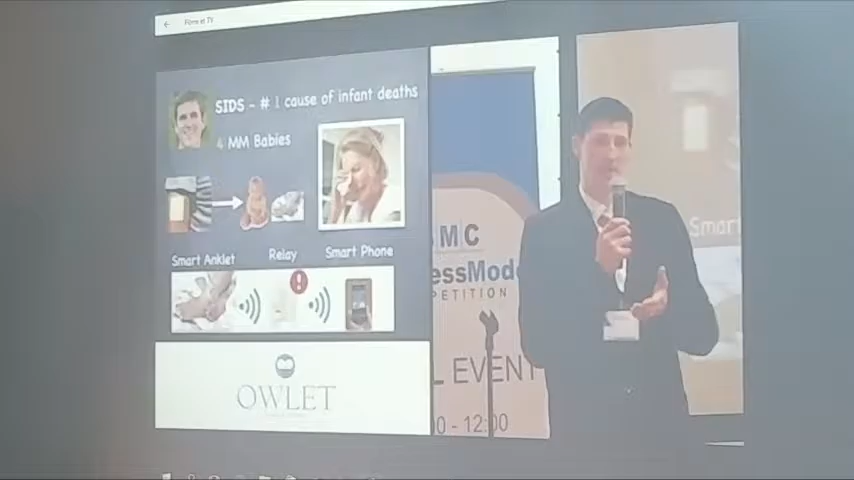 Films et TV
SIDS - # 1 cause of infant deaths
4 MM Babies
Smart Anklet
Relay
Smart Phone
OWLET
MC
essMod
PETITION
L EVENT
00 - 12:00
Smart